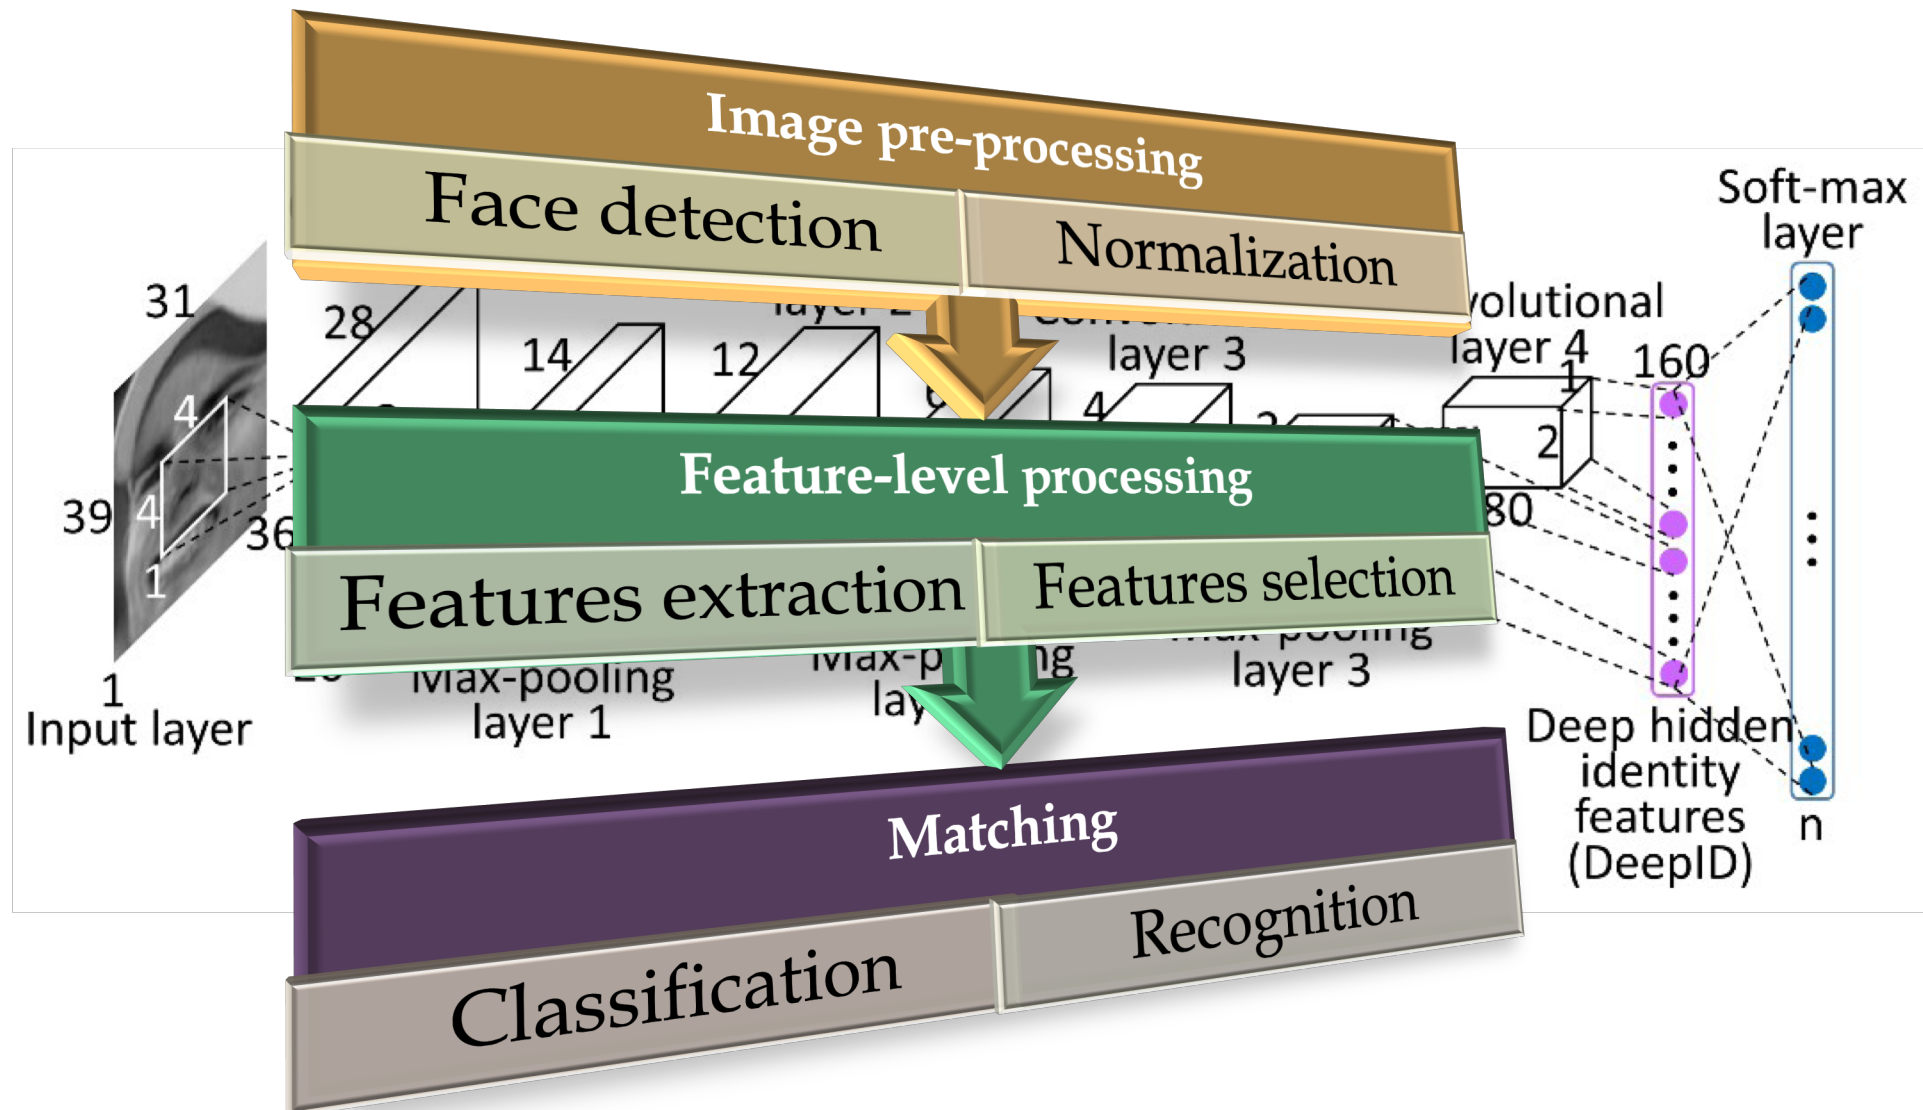 Image pre-processing
Face detection
Normalization
Feature-level processing
Features extraction
Features selection
Matching
Classification
Recognition
31
39
4
4
1
1
Input layer
28
36
14
12
4
layer 3
layer 4
1
2
80
Max-pooling
layer 1
layer 3
160
Deep hidden
identity
features
(DeepID)
Soft-max
layer
n